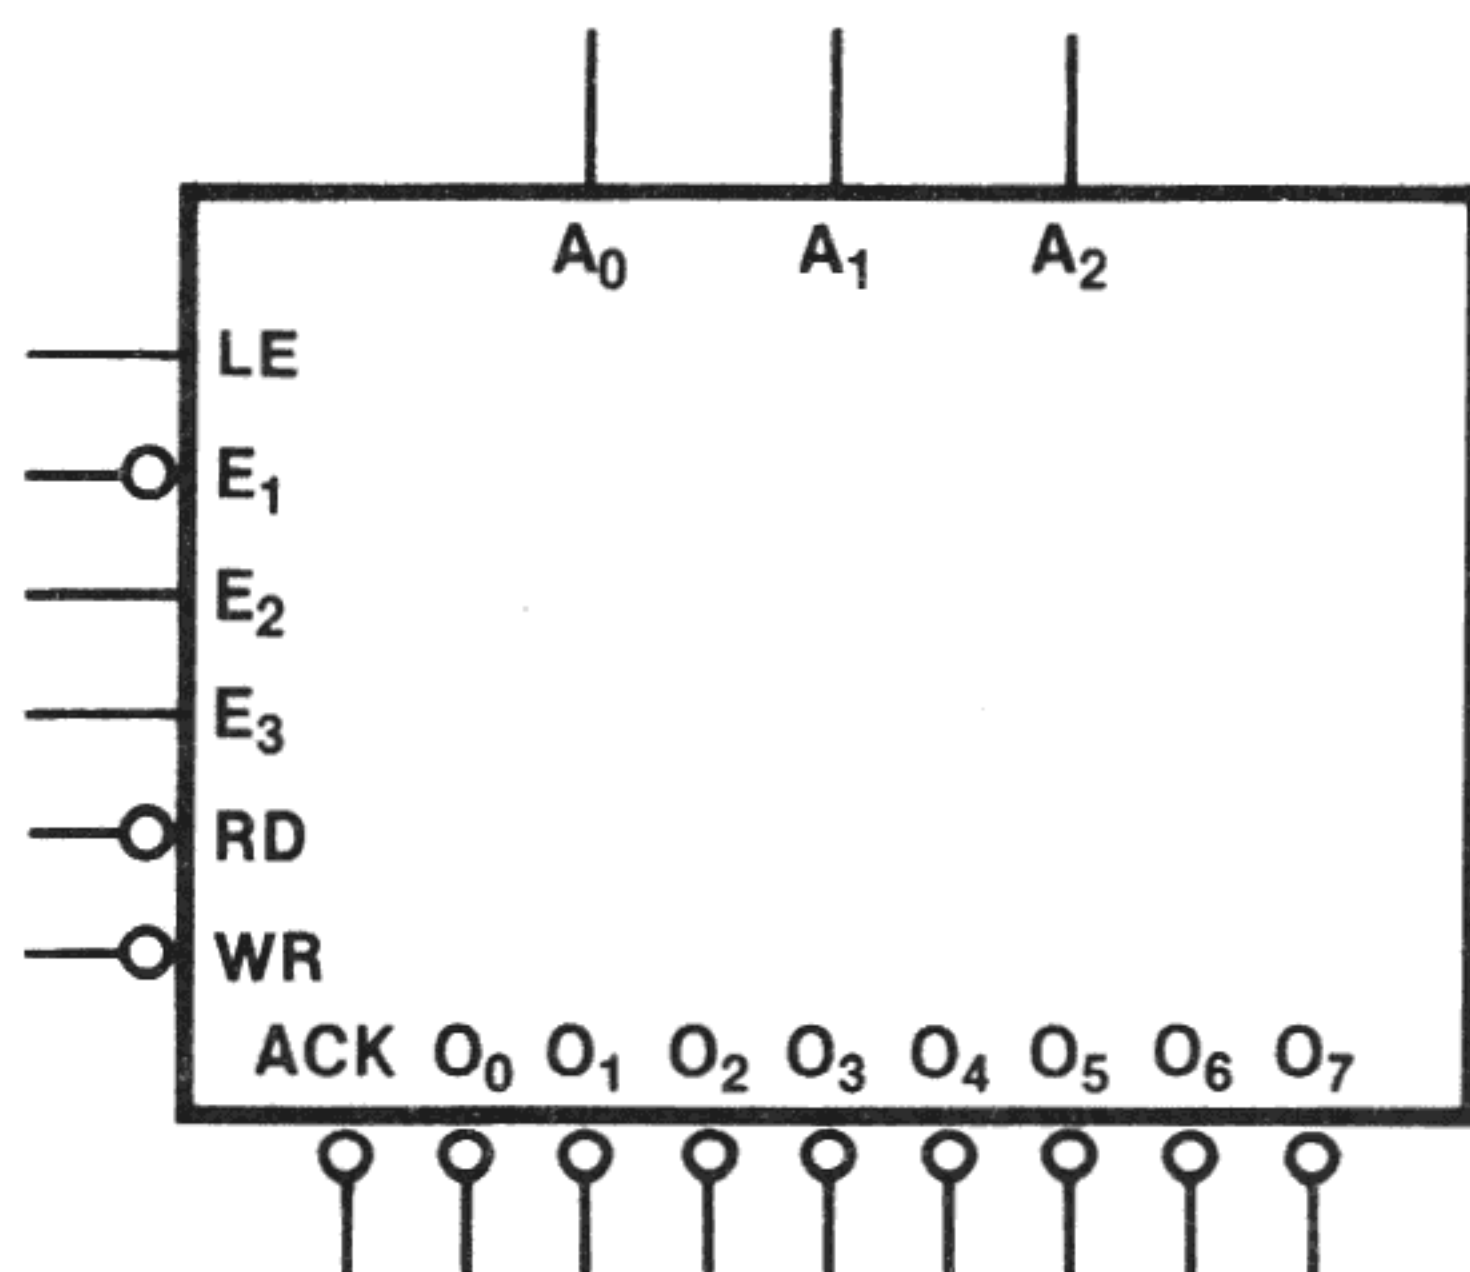 A₀ A₁ A₂
LE
E₁
E₂
E₃
RD
WR
ACK O₀ O₁ O₂ O₃ O₄ O₅ O₆ O₇